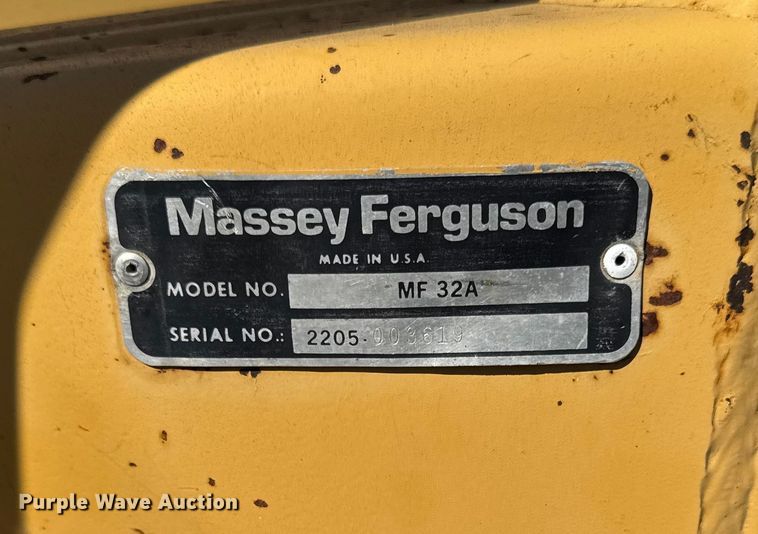 Massey Ferguson
MADE IN U.S.A.
MODEL NO. MF 32A
SERIAL NO.: 2205-003619
Purple Wave Auction